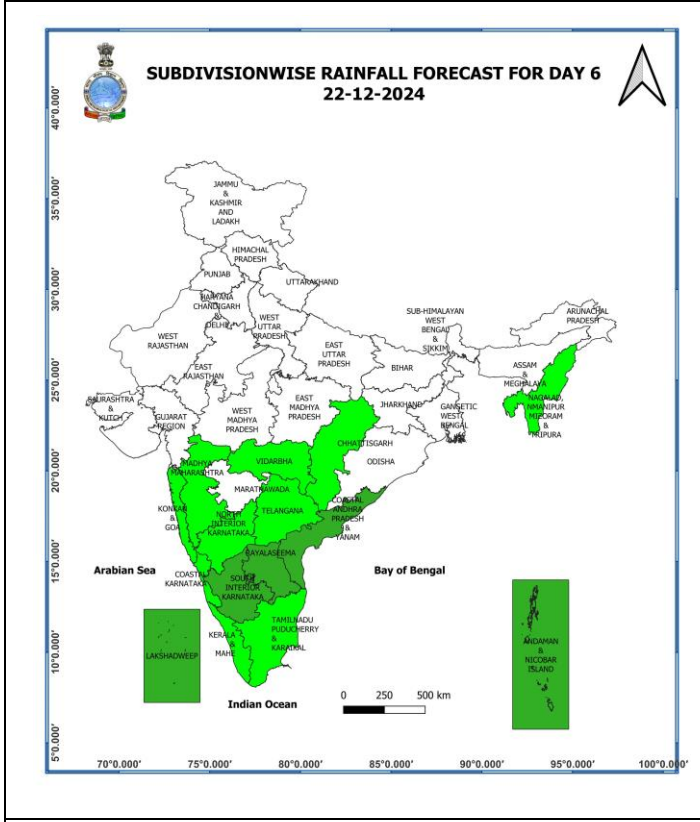 SUBDIVISIONWISE RAINFALL FORECAST FOR DAY 6
22-12-2024
40°0.000'
35°0.000'
30°0.000'
25°0.000'
20°0.000'
15°0.000'
10°0.000'
5°0.000'
JAMMU
&
KASHMIR
AND
LADAKH
HIMACHAL
PRADESH
PUNJAB
UTTARAKHAND
HARYANA
CHANDIGARH
&
DELHI
WEST
UTTAR
PRADESH
SUB-HIMALAYAN
WEST
BENGAL
&
SIKKIM
ARUNACHAL
PRADESH
WEST
RAJASTHAN
EAST
RAJASTHAN
EAST
UTTAR
PRADESH
BIHAR
ASSAM
&
MEGHALAYA
SAURASHTRA
&
KUTCH
GUJARAT
REGION
WEST
MADHYA
PRADESH
EAST
MADHYA
PRADESH
JHARKHAND
GANSETIC
WEST
BENGAL
NAGALAD,
NMANIPUR
MIZORAM
&
TRIPURA
CHHATTISGARH
ODISHA
MADHYA
MAHARASHTRA
VIDARBHA
MARATHAWADA
KONKAN
&
GOA
NORTH
INTERIOR
KARNATAKA
TELANGANA
COASTAL
ANDHRA
PRADESH
&
YANAM
RAYALASEEMA
Arabian Sea
COASTAL
KARNATAKA
SOUTH
INTERIOR
KARNATAKA
Bay of Bengal
LAKSHADWEEP
KERALA
&
MAHE
TAMILNADU
PUDUCHERRY
&
KARAIKAL
ANDAMAN
&
NICOBAR
ISLAND
Indian Ocean
0 250 500 km
70°0.000' 75°0.000' 80°0.000' 85°0.000' 90°0.000' 95°0.000' 100°0.000'